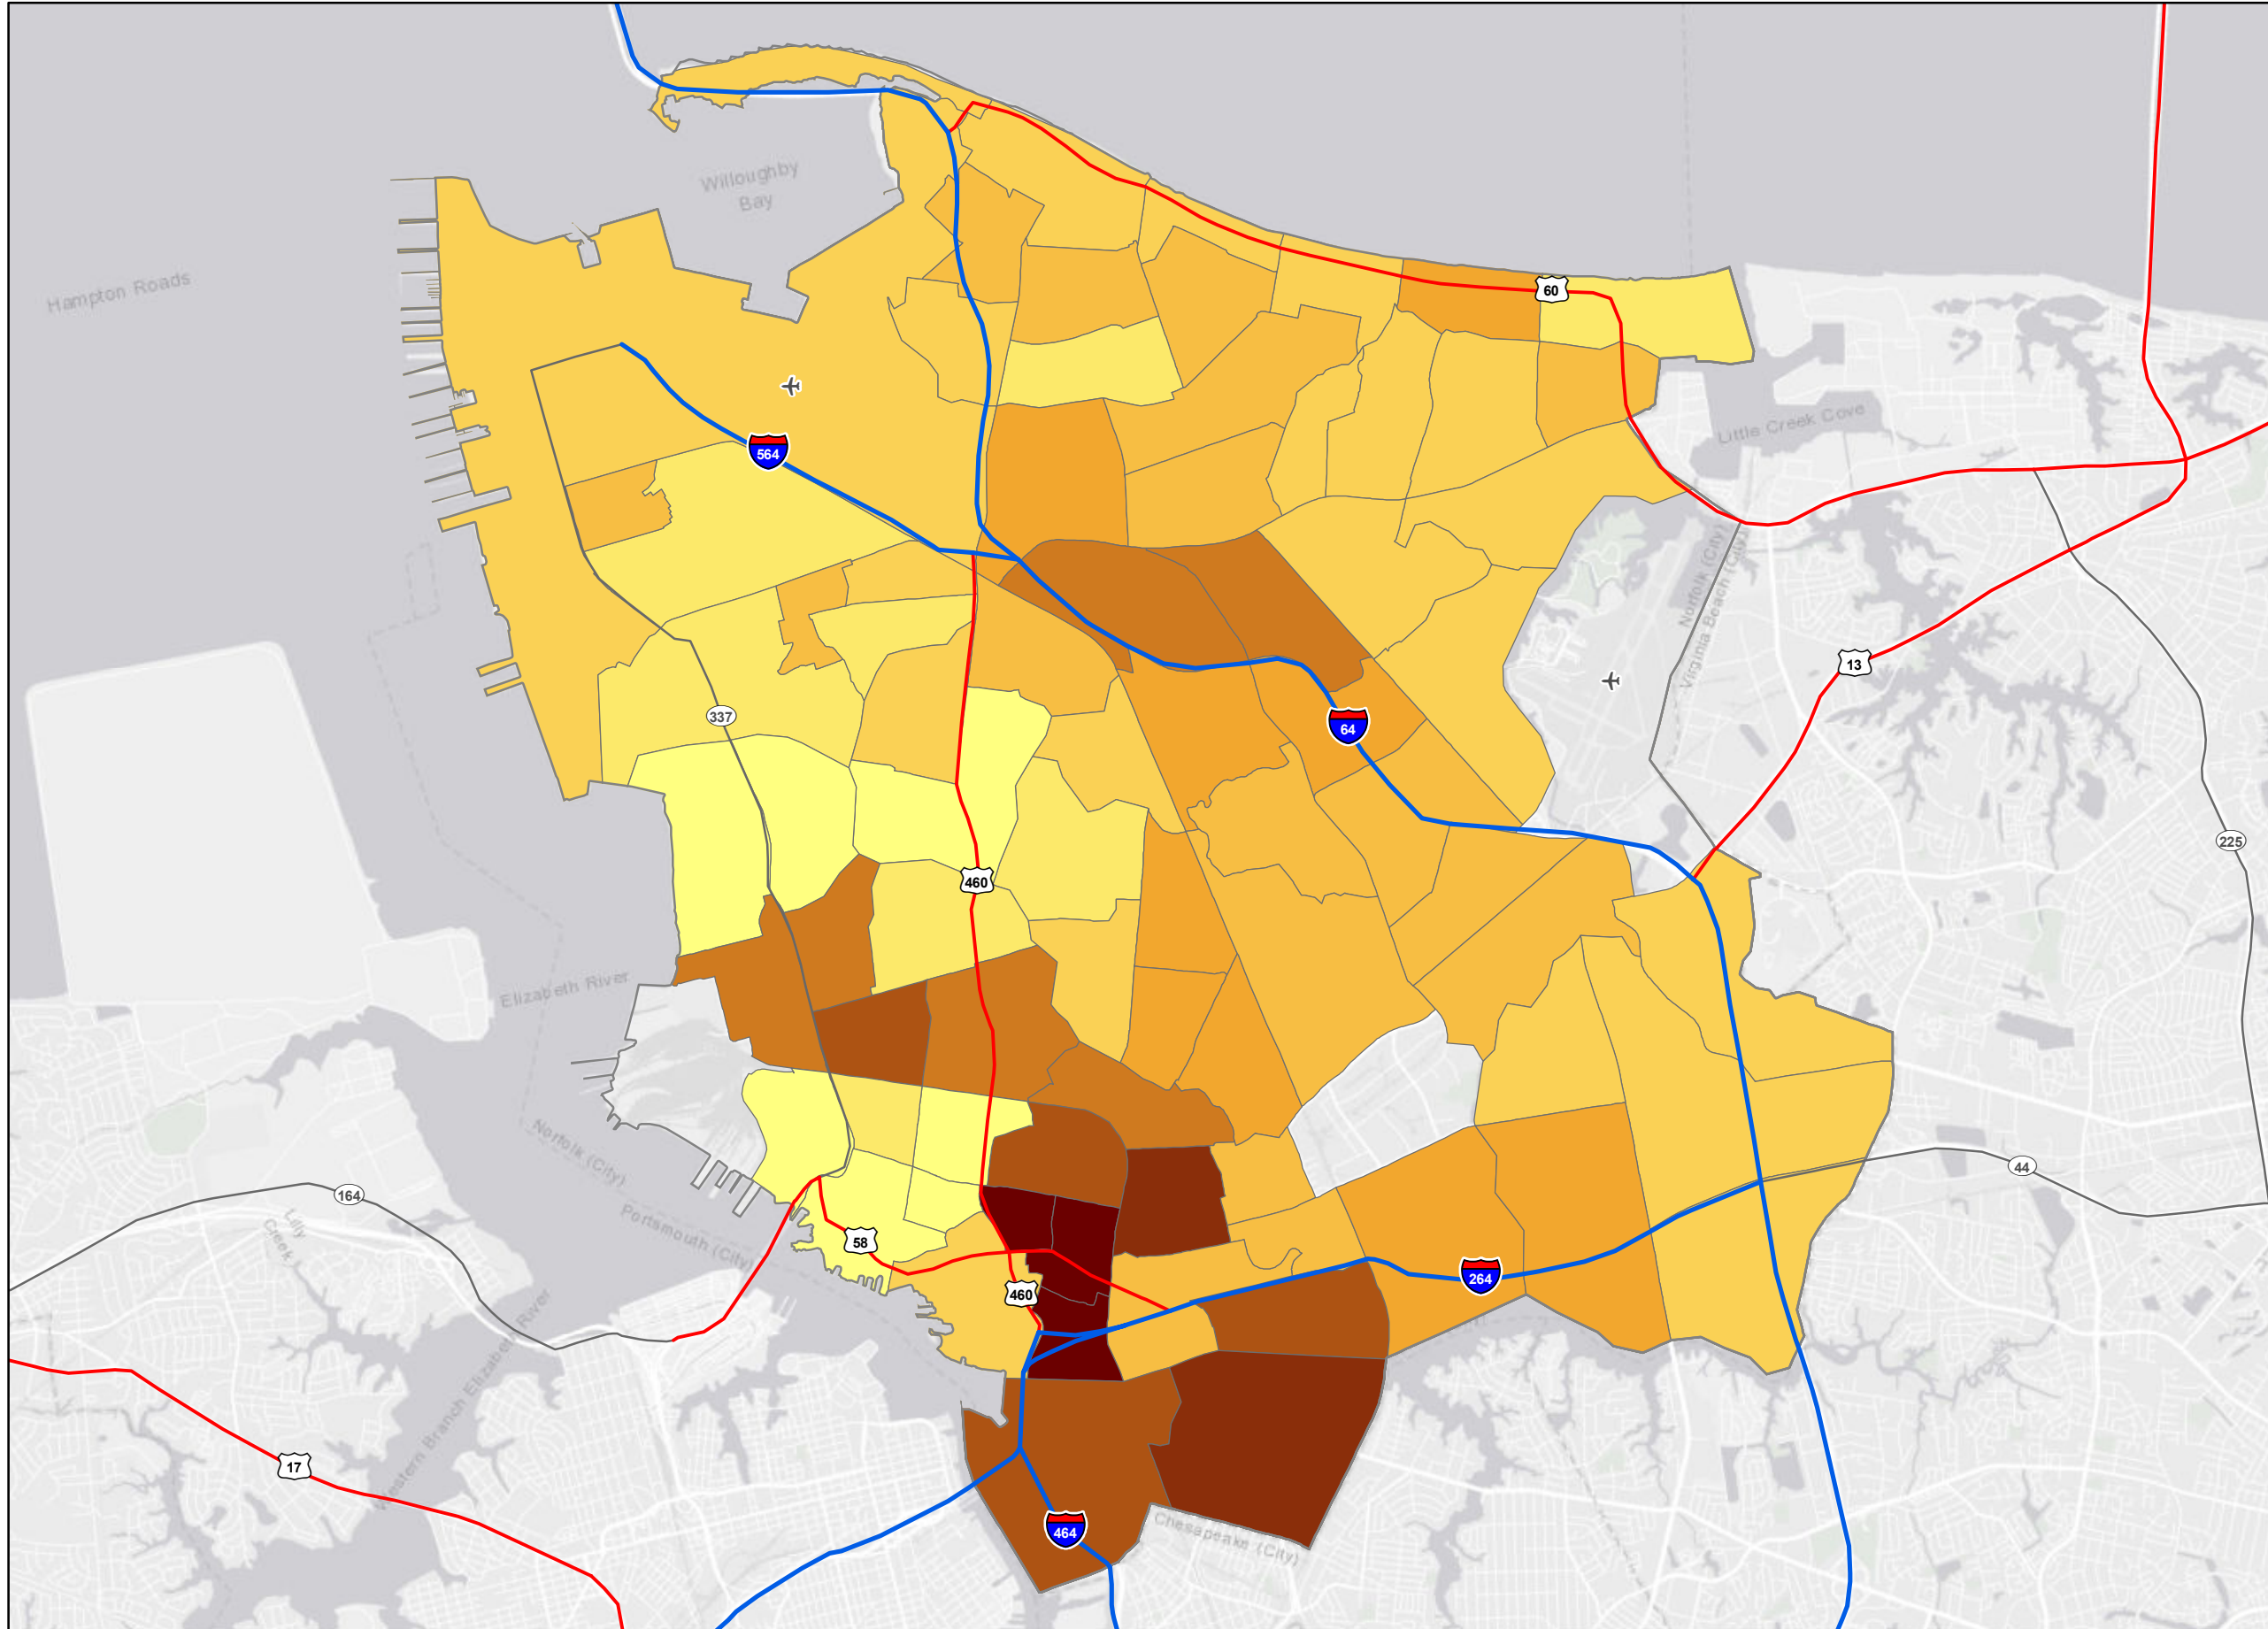 Willoughby
Bay
Hampton Roads
60
Little Creek Cove
564
Norfolk (City)
Virginia Beach (City)
13
64
337
225
460
Elizabeth River
Norfolk (City)
44
164
Lilly
Creek
Portsmouth (City)
58
264
460
Western Branch Elizabeth River
17
464
Chesapeake (City)